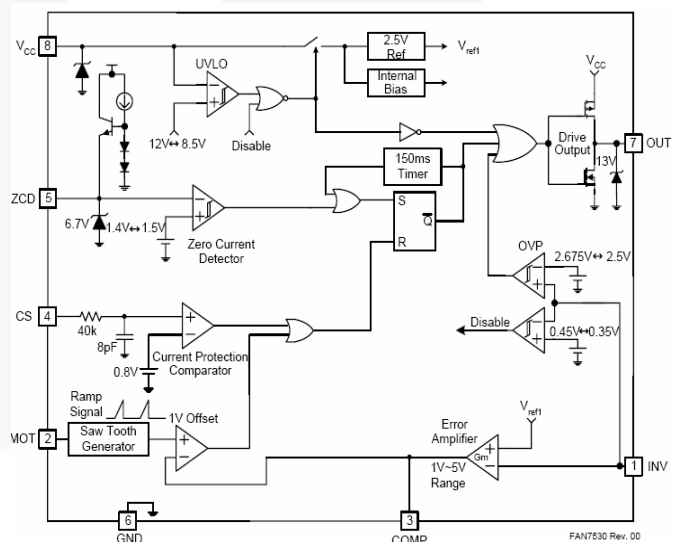 VCC 8
2.5V
Ref
Vref1
Internal
Bias
UVLO
12V↔ 8.5V
Disable
VCC
Drive
Output
7 OUT
13V
150ms
Timer
ZCD 5
6.7V
1.4V↔ 1.5V
Zero Current
Detector
S
Q
R
OVP
2.675V↔ 2.5V
Disable
0.45V↔0.35V
CS 4
40k
8pF
0.8V
Current Protection
Comparator
Ramp
Signal
1V Offset
MOT 2
Saw Tooth
Generator
Error
Amplifier
Vref1
Gm
1V~5V
Range
1 INV
6
GND
3
COMP
FAN7530 Rev. 00